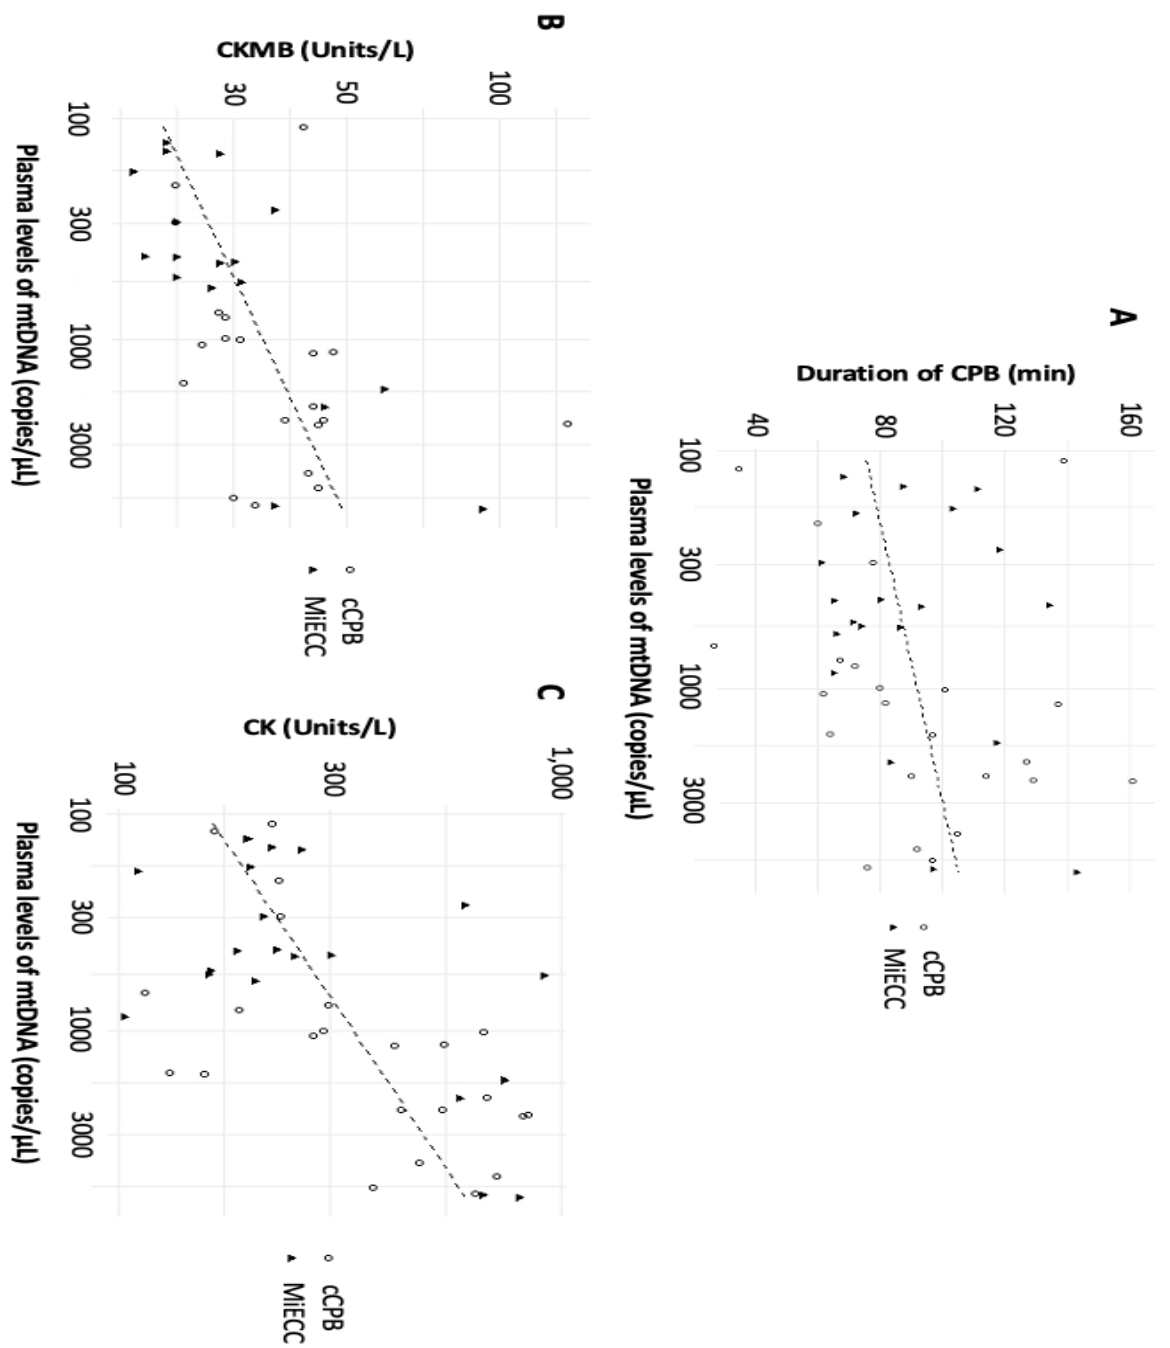 A
Duration of CPB (min)
160
120
80
40
100
300
1000
3000
Plasma levels of mtDNA (copies/μL)
cCPB
MiECC
B
CKMB (Units/L)
100
50
30
100
300
1000
3000
Plasma levels of mtDNA (copies/μL)
cCPB
MiECC
C
CK (Units/L)
1,000
300
100
100
300
1000
3000
Plasma levels of mtDNA (copies/μL)
cCPB
MiECC